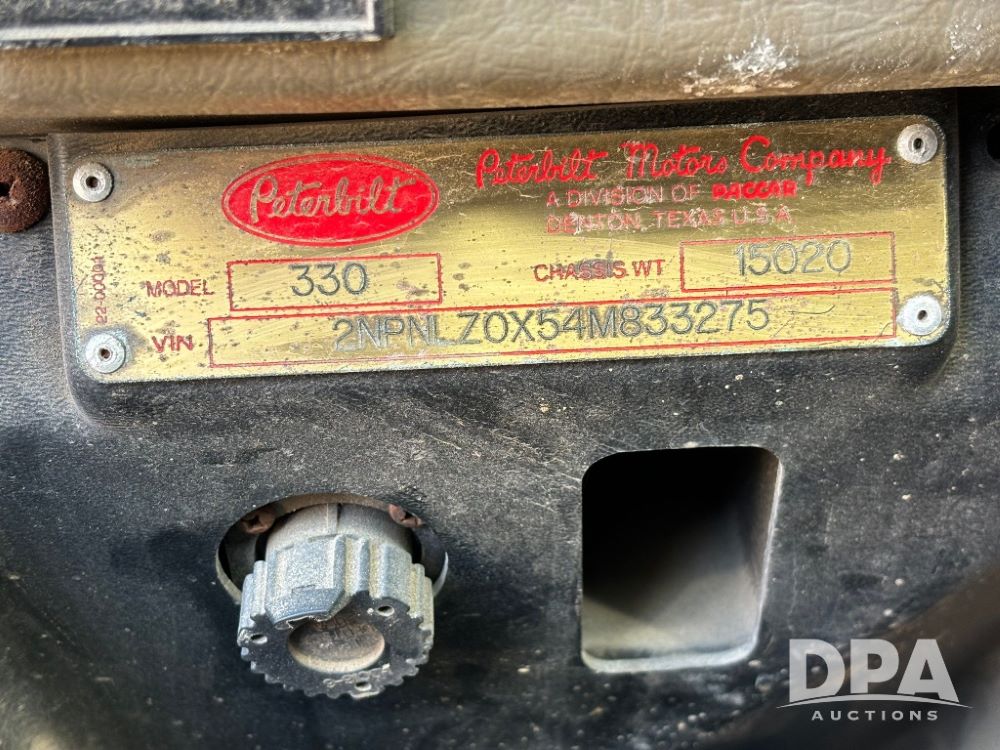 Peterbilt
Peterbilt Motors Company
A DIVISION OF PACCAR
DENTON, TEXAS U.S.A.
MODEL 330
CHASSIS WT 15020
VIN 2NPNLZ0X54M833275
DPA
AUCTIONS